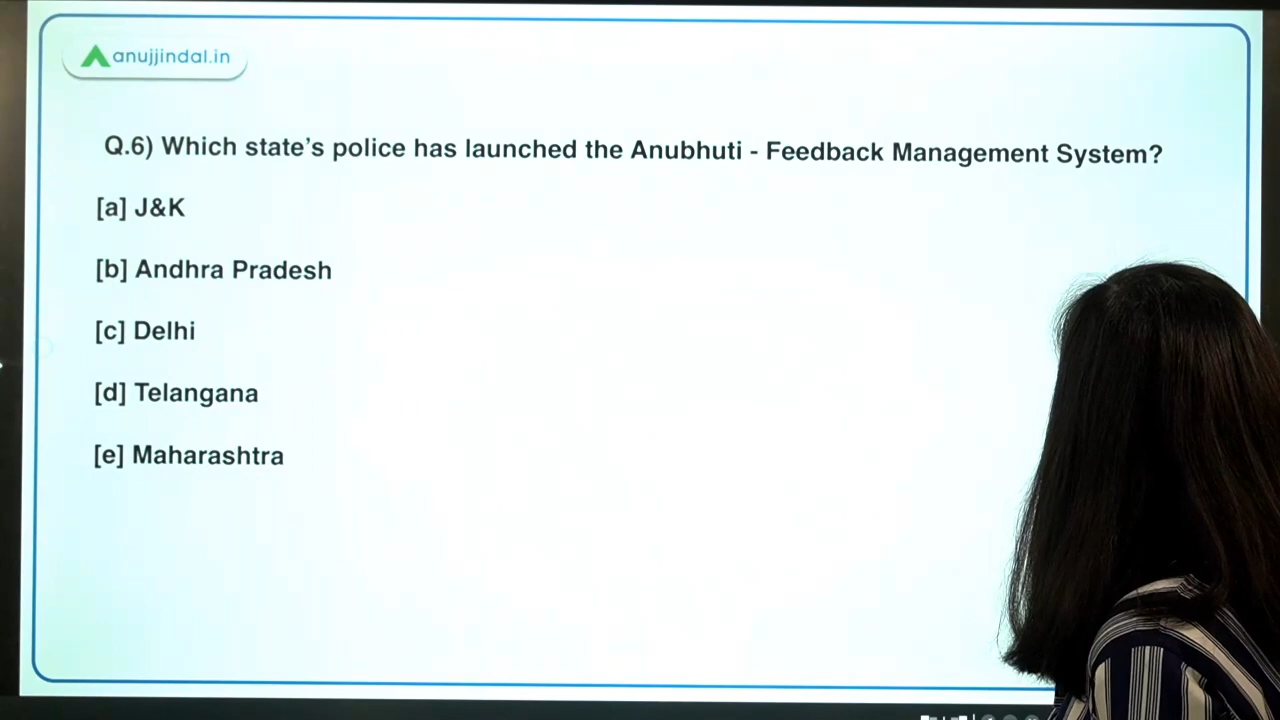 anujjindal.in
Q.6) Which state's police has launched the Anubhuti - Feedback Management System?
[a] J&K
[b] Andhra Pradesh
[c] Delhi
[d] Telangana
[e] Maharashtra